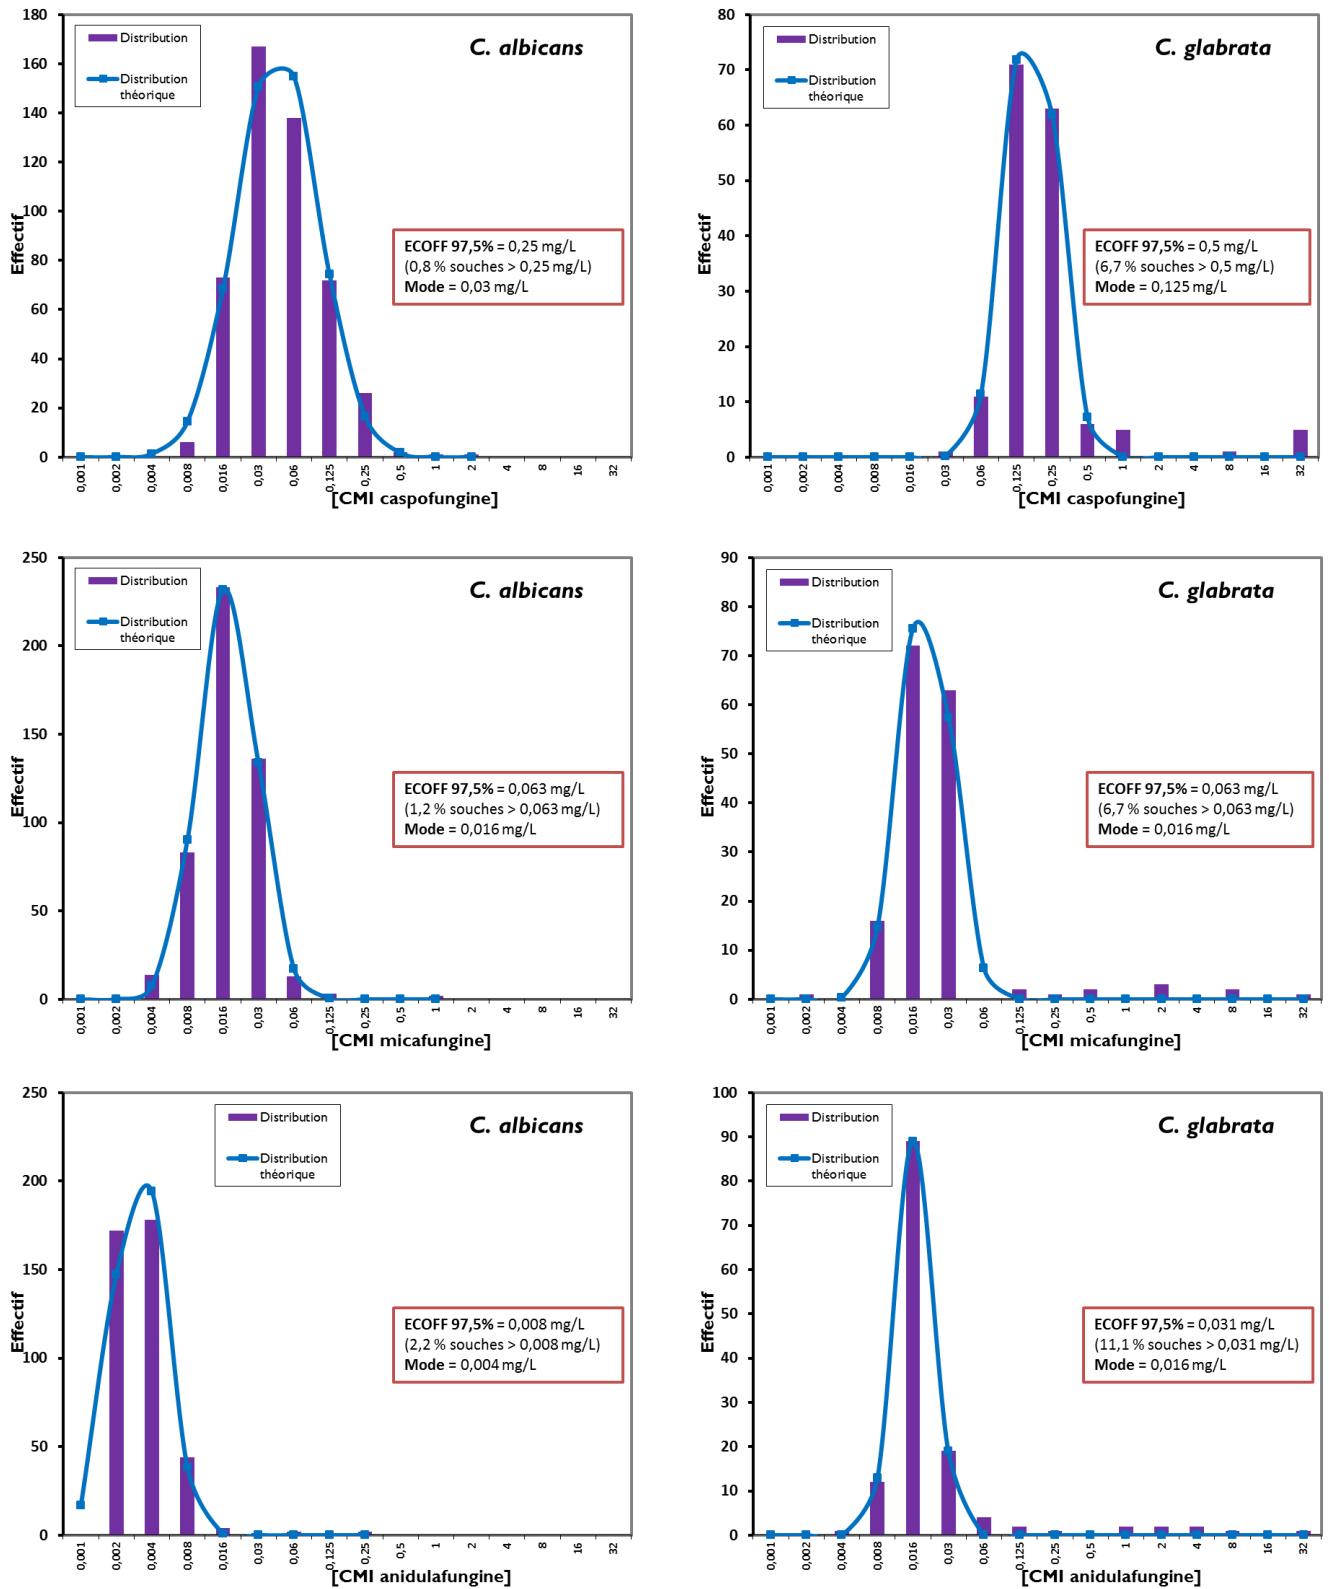 180
160
140
120
100
80
60
40
20
0
Effectif
Distribution
Distribution
théorique
C. albicans
ECOFF 97,5% = 0,25 mg/L
(0,8 % souches > 0,25 mg/L)
Mode = 0,03 mg/L
0,001 0,002 0,004 0,008 0,016 0,03 0,06 0,125 0,25 0,5 1 2 4 8 16 32
[CMI caspofungine]
80
70
60
50
40
30
20
10
0
Effectif
Distribution
Distribution
théorique
C. glabrata
ECOFF 97,5% = 0,5 mg/L
(6,7 % souches > 0,5 mg/L)
Mode = 0,125 mg/L
0,001 0,002 0,004 0,008 0,016 0,03 0,06 0,125 0,25 0,5 1 2 4 8 16 32
[CMI caspofungine]
250
200
150
100
50
0
Effectif
Distribution
Distribution
théorique
C. albicans
ECOFF 97,5% = 0,063 mg/L
(1,2 % souches > 0,063 mg/L)
Mode = 0,016 mg/L
0,001 0,002 0,004 0,008 0,016 0,03 0,06 0,125 0,25 0,5 1 2 4 8 16 32
[CMI micafungine]
90
80
70
60
50
40
30
20
10
0
Effectif
Distribution
Distribution
théorique
C. glabrata
ECOFF 97,5% = 0,063 mg/L
(6,7 % souches > 0,063 mg/L)
Mode = 0,016 mg/L
0,001 0,002 0,004 0,008 0,016 0,03 0,06 0,125 0,25 0,5 1 2 4 8 16 32
[CMI micafungine]
250
200
150
100
50
0
Effectif
Distribution
Distribution
théorique
C. albicans
ECOFF 97,5% = 0,008 mg/L
(2,2 % souches > 0,008 mg/L)
Mode = 0,004 mg/L
0,001 0,002 0,004 0,008 0,016 0,03 0,06 0,125 0,25 0,5 1 2 4 8 16 32
[CMI anidulafungine]
100
90
80
70
60
50
40
30
20
10
0
Effectif
Distribution
Distribution
théorique
C. glabrata
ECOFF 97,5% = 0,031 mg/L
(11,1 % souches > 0,031 mg/L)
Mode = 0,016 mg/L
0,001 0,002 0,004 0,008 0,016 0,03 0,06 0,125 0,25 0,5 1 2 4 8 16 32
[CMI anidulafungine]